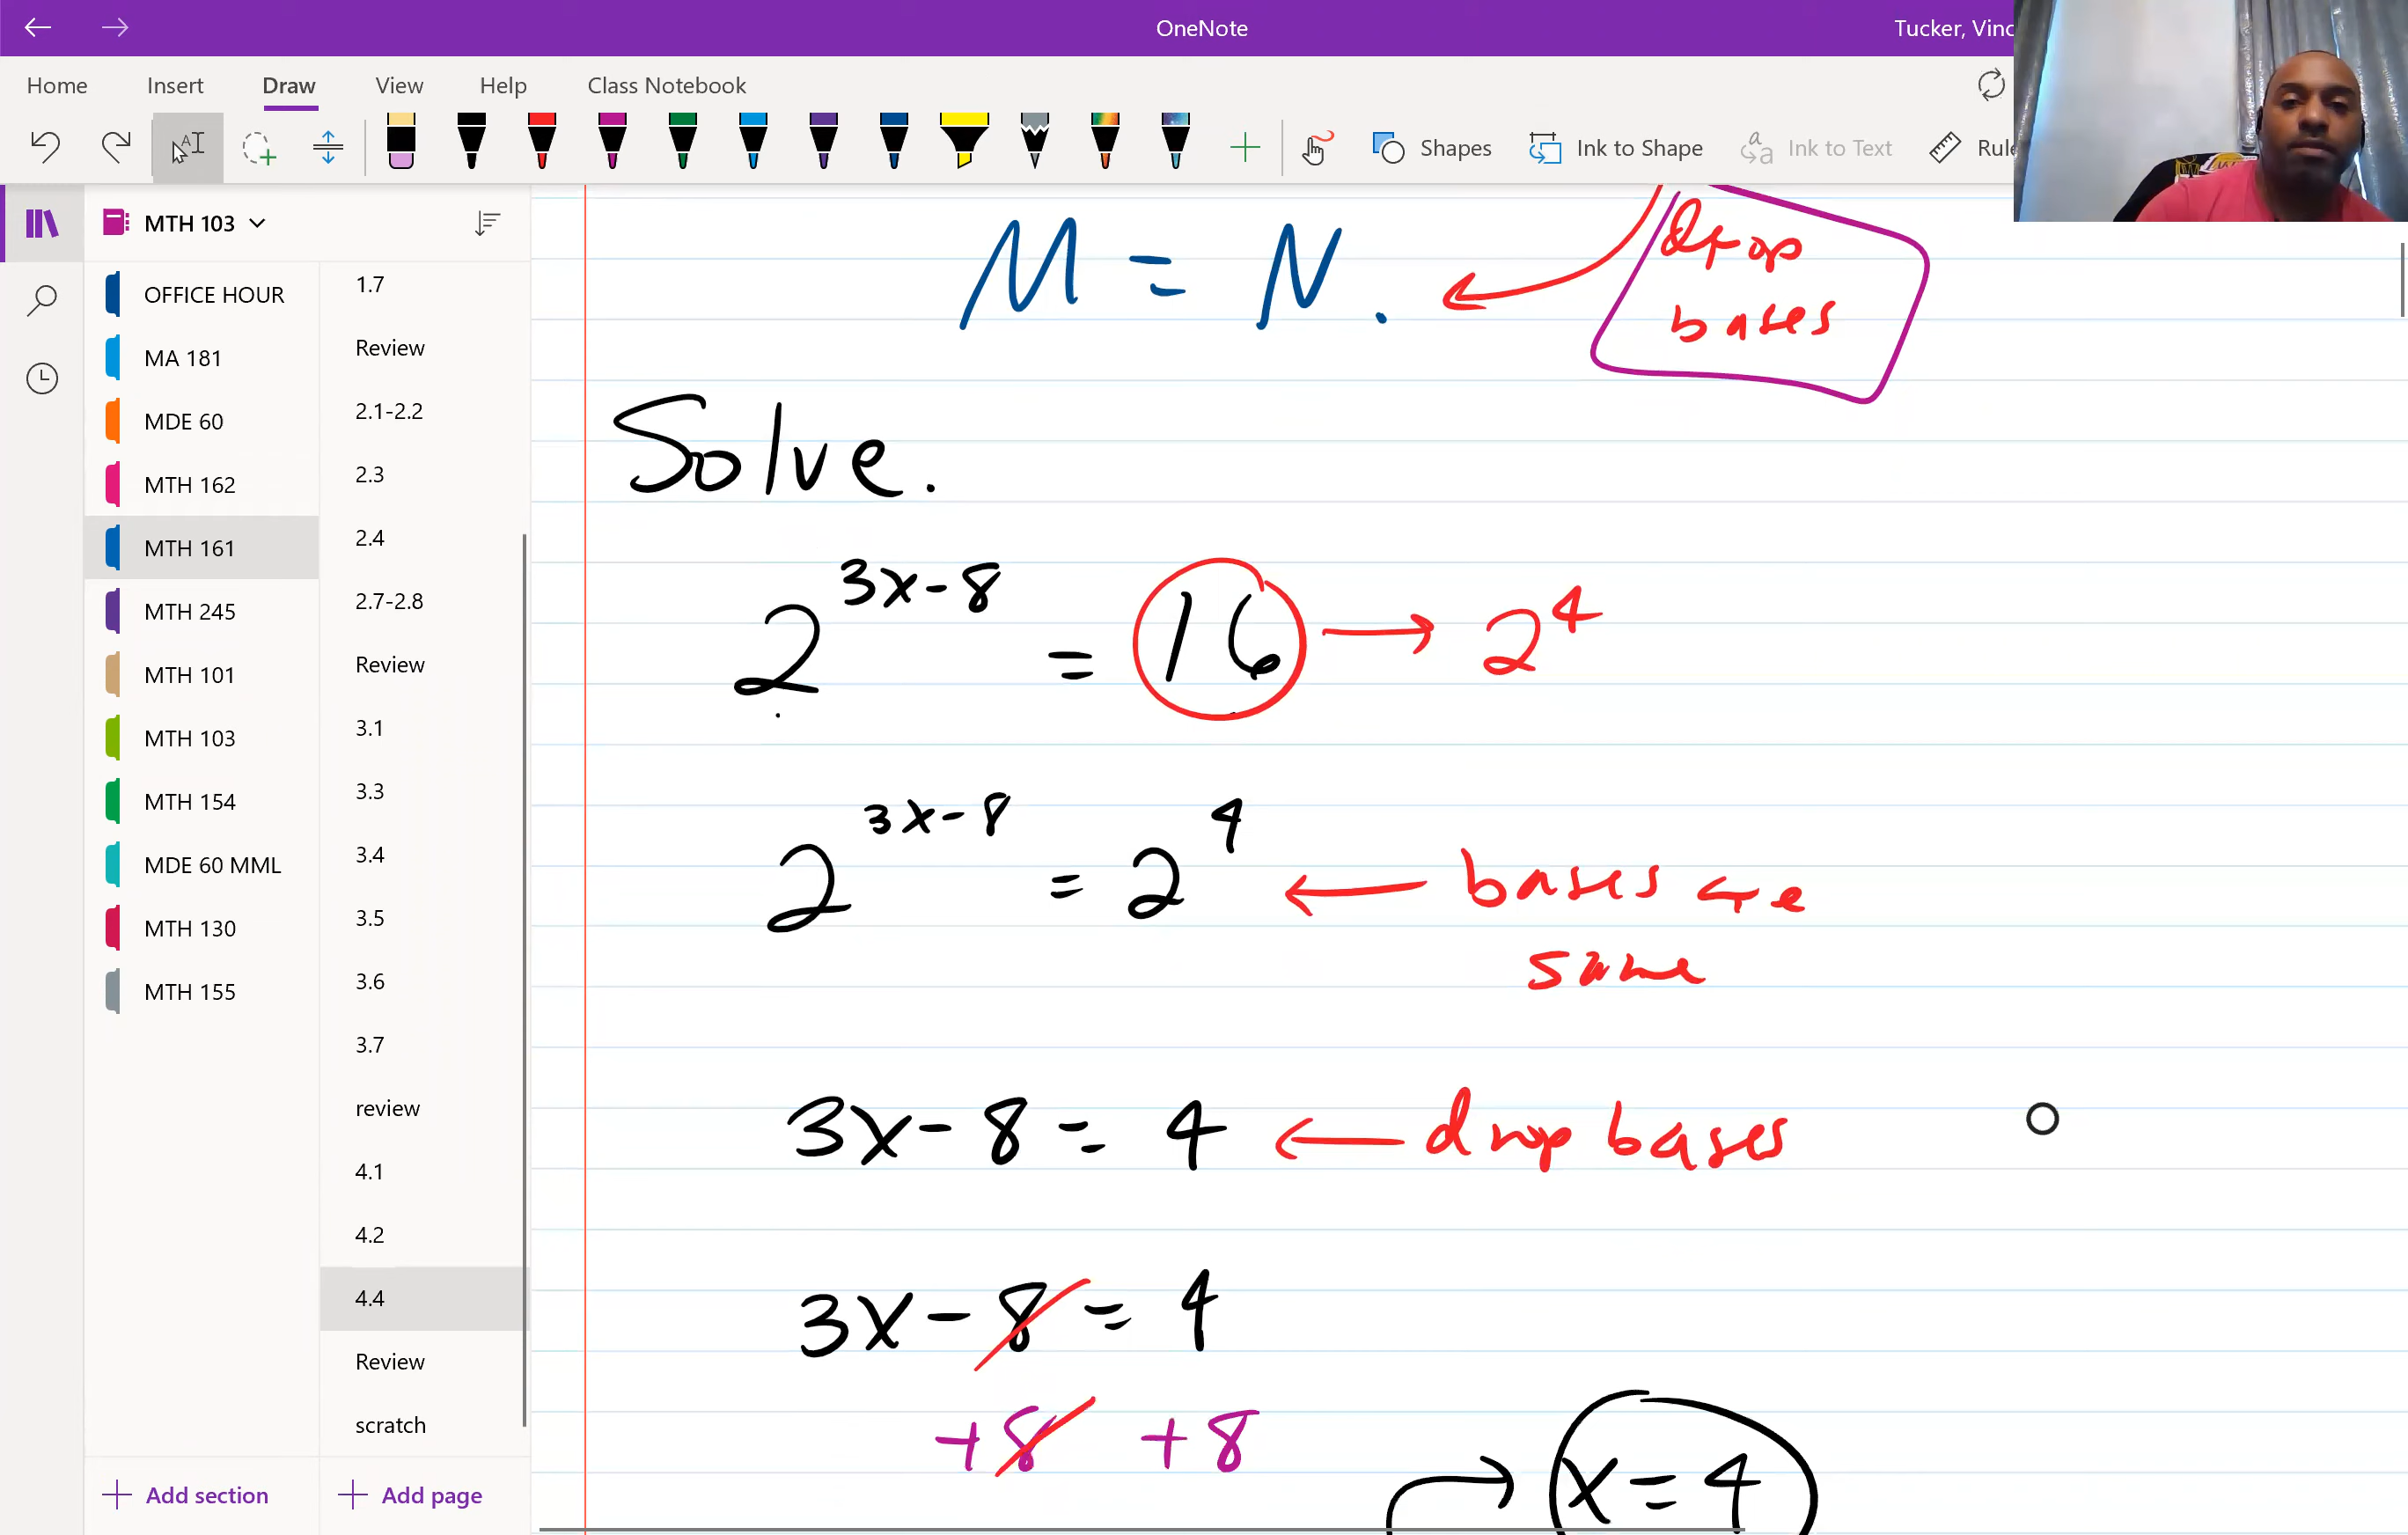 OneNote
Tucker, Vinc
Home Insert Draw View Help Class Notebook
Shapes Ink to Shape Ink to Text Rule
MTH 103
OFFICE HOUR
MA 181
MDE 60
MTH 162
MTH 161
MTH 245
MTH 101
MTH 103
MTH 154
MDE 60 MML
MTH 130
MTH 155
Add section
1.7
Review
2.1-2.2
2.3
2.4
2.7-2.8
Review
3.1
3.3
3.4
3.5
3.6
3.7
review
4.1
4.2
4.4
Review
scratch
Add page
M = N.
drop
bases
Solve.
2^{3x-8} = 16 → 2^4
2^{3x-8} = 2^4 ← bases are
same
3x - 8 = 4 ← drop bases
3x - 8 = 4
+8 +8
x = 4